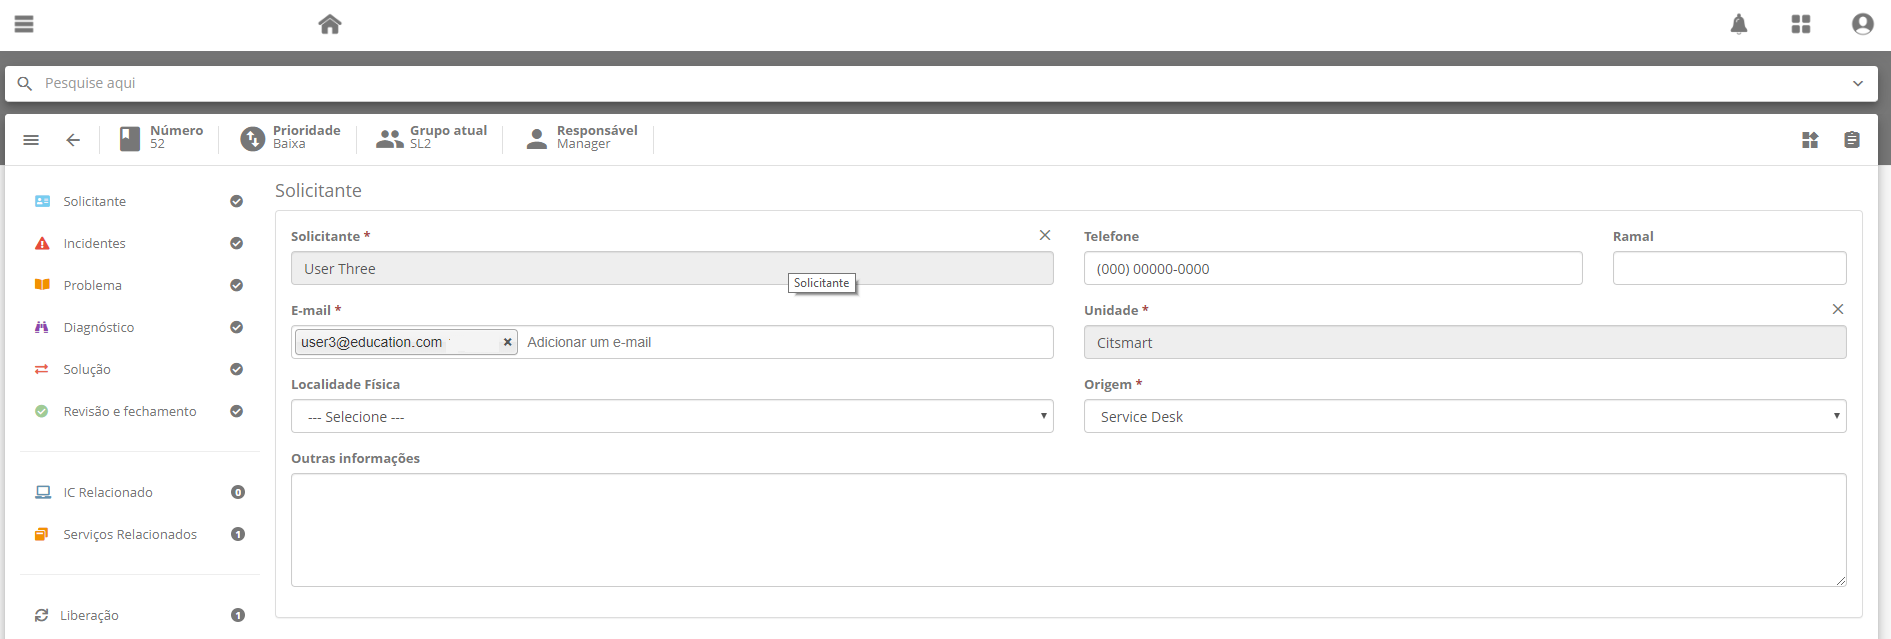 Pesquise aqui
Número
52
Prioridade
Baixa
Grupo atual
SL2
Responsável
Manager
Solicitante
Incidentes
Problema
Diagnóstico
Solução
Revisão e fechamento
IC Relacionado 0
Serviços Relacionados 1
Liberação 1
Solicitante
Solicitante *
User Three
Solicitante
Telefone
(000) 00000-0000
Ramal
E-mail *
user3@education.com × Adicionar um e-mail
Unidade *
Citsmart
Localidade Física
--- Selecione ---
Origem *
Service Desk
Outras informações